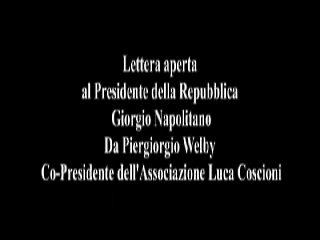 Lettera aperta
al Presidente della Repubblica
Giorgio Napolitano
Da Piergiorgio Welby
Co-Presidente dell'Associazione Luca Coscioni